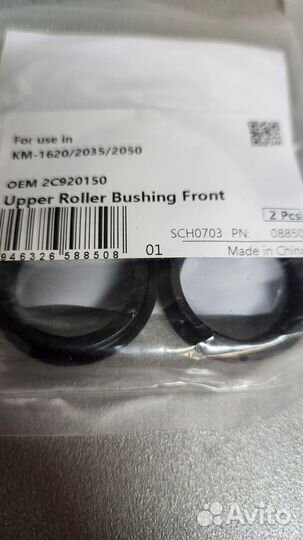 For use in
KM-1620/2035/2050
OEM 2C920150
Upper Roller Bushing Front
2 Pcs
SCH0703 PN: 08850
Made in China
946326 588508 01
Avito